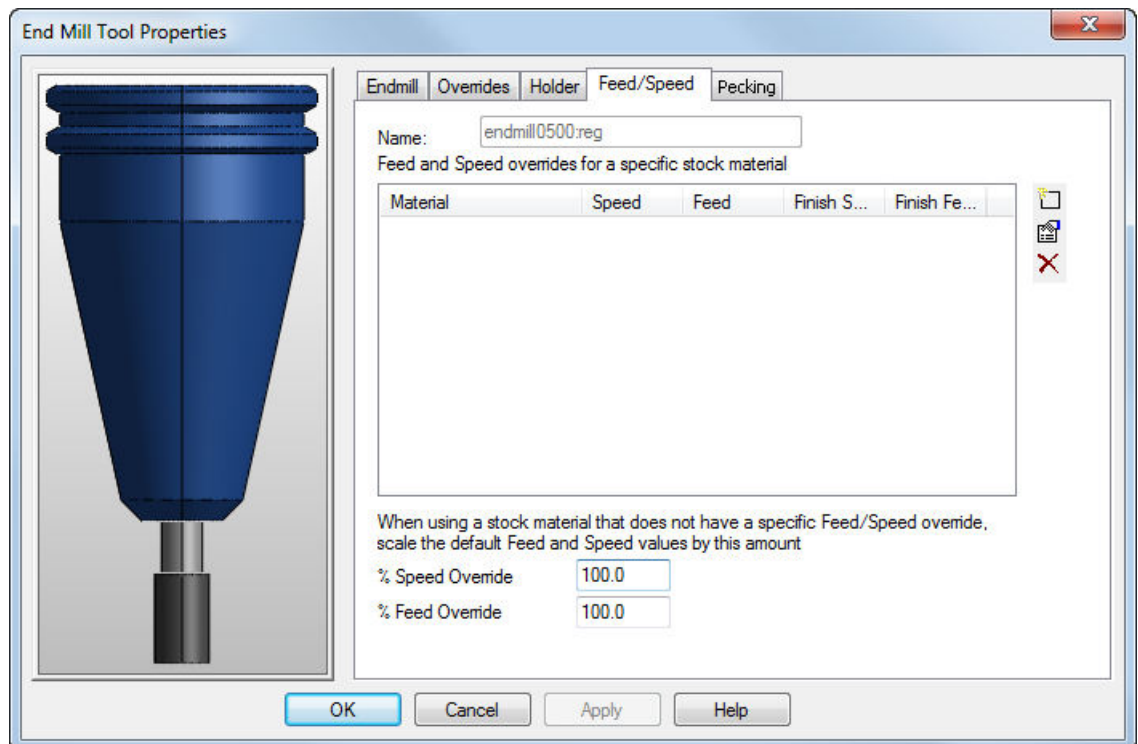 End Mill Tool Properties
Endmill Overrides Holder Feed/Speed Pecking
Name: endmill0500:reg
Feed and Speed overrides for a specific stock material
Material Speed Feed Finish S... Finish Fe...
When using a stock material that does not have a specific Feed/Speed override,
scale the default Feed and Speed values by this amount
% Speed Override 100.0
% Feed Override 100.0
OK Cancel Apply Help